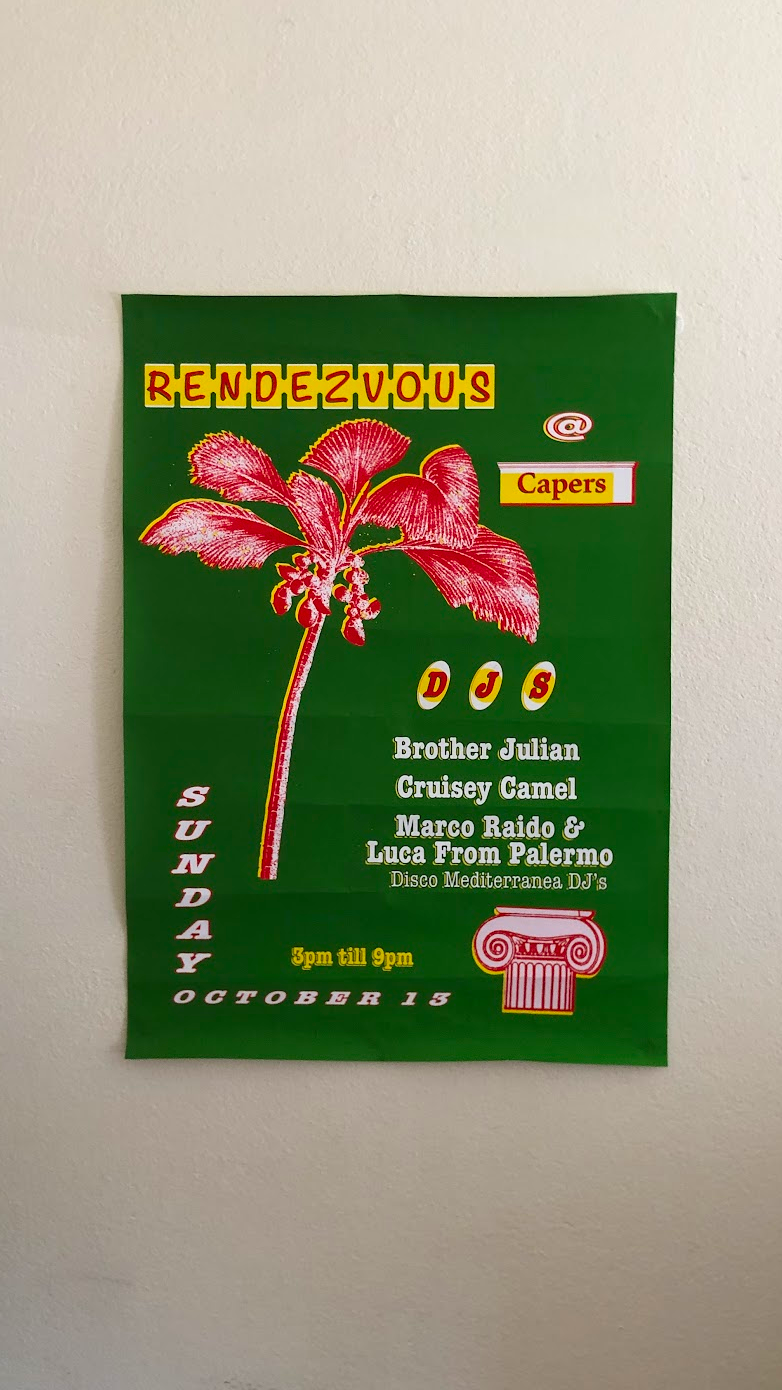 RENDEZVOUS
@
Capers
DJS
Brother Julian
Cruisey Camel
Marco Raido &
Luca From Palermo
Disco Mediterranea DJ's
3pm till 9pm
SUNDAY
OCTOBER 13